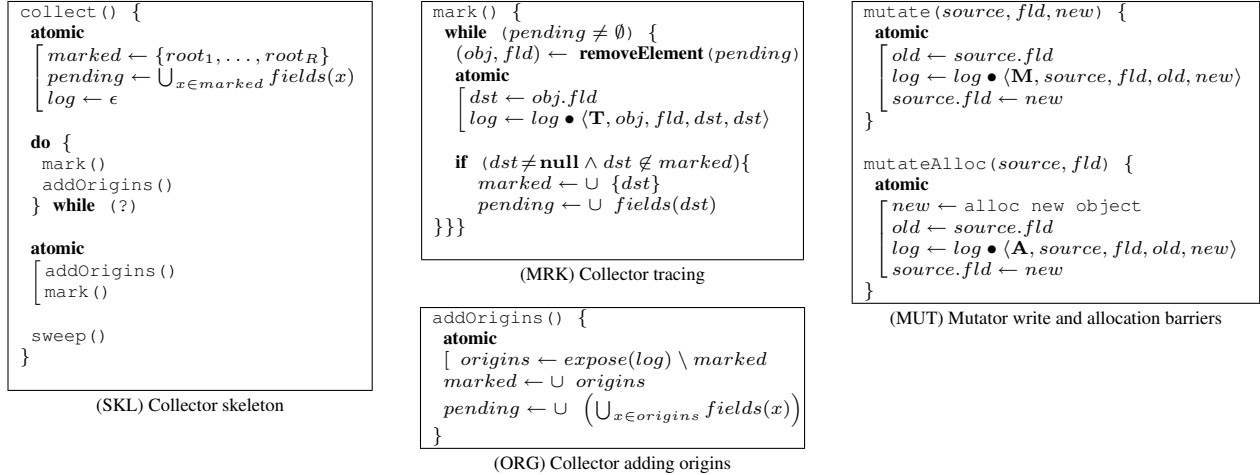 collect() {
atomic
marked ← {root₁, . . . , root_R}
pending ← ⋃_{x∈marked} fields(x)
log ← ϵ
do {
mark()
addOrigins()
} while (?)
atomic
addOrigins()
mark()
sweep()
}
(SKL) Collector skeleton
mark() {
while (pending ≠ ∅) {
(obj, fld) ← removeElement(pending)
atomic
dst ← obj.fld
log ← log • ⟨T, obj, fld, dst, dst⟩
if (dst ≠ null ∧ dst ∉ marked){
marked ← ∪ {dst}
pending ← ∪ fields(dst)
}}}
(MRK) Collector tracing
addOrigins() {
atomic
[ origins ← expose(log) \ marked
marked ← ∪ origins
pending ← ∪ (⋃_{x∈origins} fields(x))
}
(ORG) Collector adding origins
mutate(source, fld, new) {
atomic
old ← source.fld
log ← log • ⟨M, source, fld, old, new⟩
source.fld ← new
}
mutateAlloc(source, fld) {
atomic
new ← alloc new object
old ← source.fld
log ← log • ⟨A, source, fld, old, new⟩
source.fld ← new
}
(MUT) Mutator write and allocation barriers